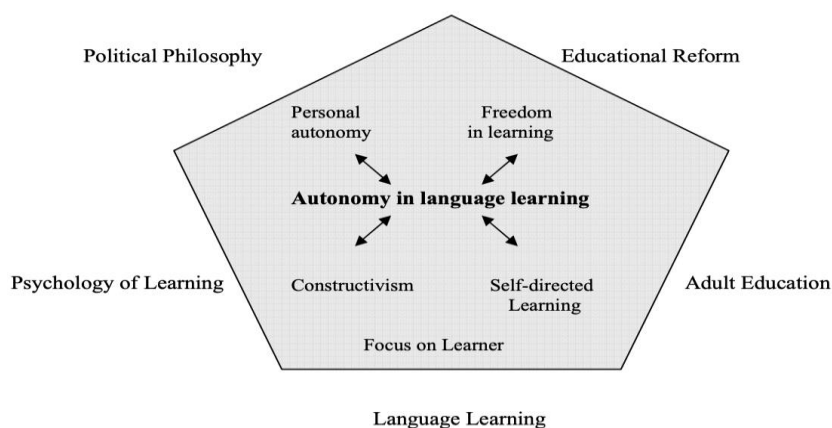 Political Philosophy
Educational Reform
Personal
autonomy
Freedom
in learning
Autonomy in language learning
Psychology of Learning
Constructivism
Self-directed
Learning
Adult Education
Focus on Learner
Language Learning